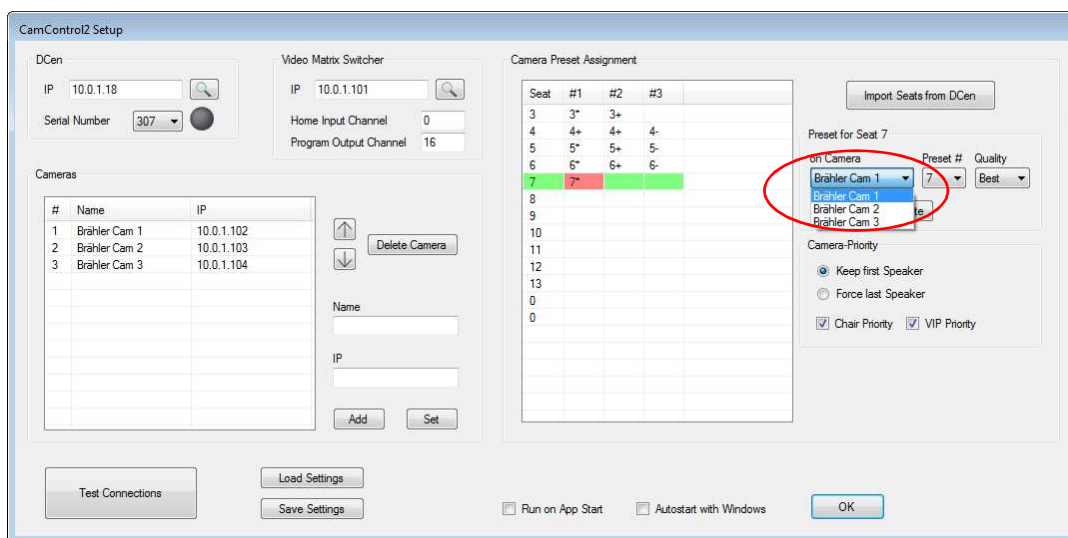 CamControl2 Setup
DCen
IP 10.0.1.18
Serial Number 307
Video Matrix Switcher
IP 10.0.1.101
Home Input Channel 0
Program Output Channel 16
Cameras
# Name IP
1 Brähler Cam 1 10.0.1.102
2 Brähler Cam 2 10.0.1.103
3 Brähler Cam 3 10.0.1.104
Delete Camera
Name
IP
Add Set
Camera Preset Assignment
Seat #1 #2 #3
3 3* 3+
4 4+ 4+ 4-
5 5* 5+ 5-
6 6* 6+ 6-
7 7*
8
9
10
11
12
13
0
0
Import Seats from DCen
Preset for Seat 7
on Camera Preset # Quality
Brähler Cam 1 7 Best
Brähler Cam 1
Brähler Cam 2
Brähler Cam 3
Camera-Priority
Keep first Speaker
Force last Speaker
Chair Priority VIP Priority
Test Connections
Load Settings
Save Settings
Run on App Start Autostart with Windows OK